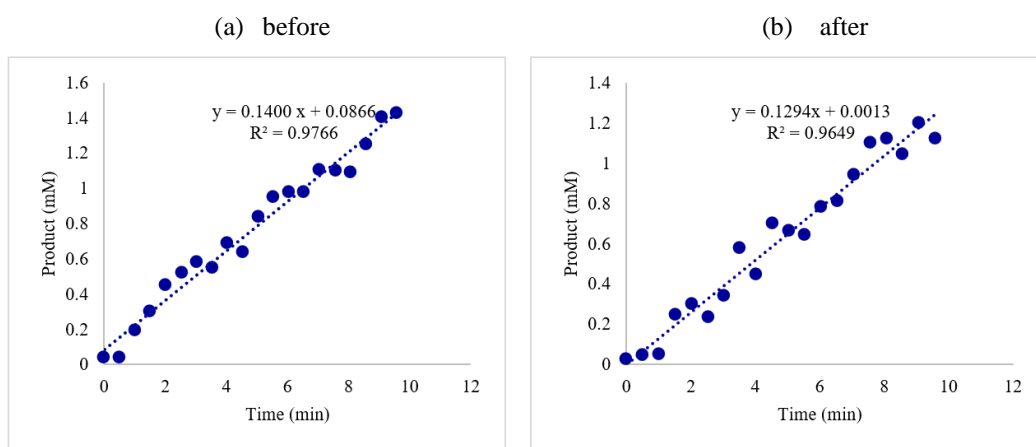 (a) before
y = 0.1400 x + 0.0866
R² = 0.9766
Product (mM)
1.6
1.4
1.2
1
0.8
0.6
0.4
0.2
0
0 2 4 6 8 10 12
Time (min)
(b) after
y = 0.1294x + 0.0013
R² = 0.9649
Product (mM)
1.4
1.2
1
0.8
0.6
0.4
0.2
0
0 2 4 6 8 10 12
Time (min)